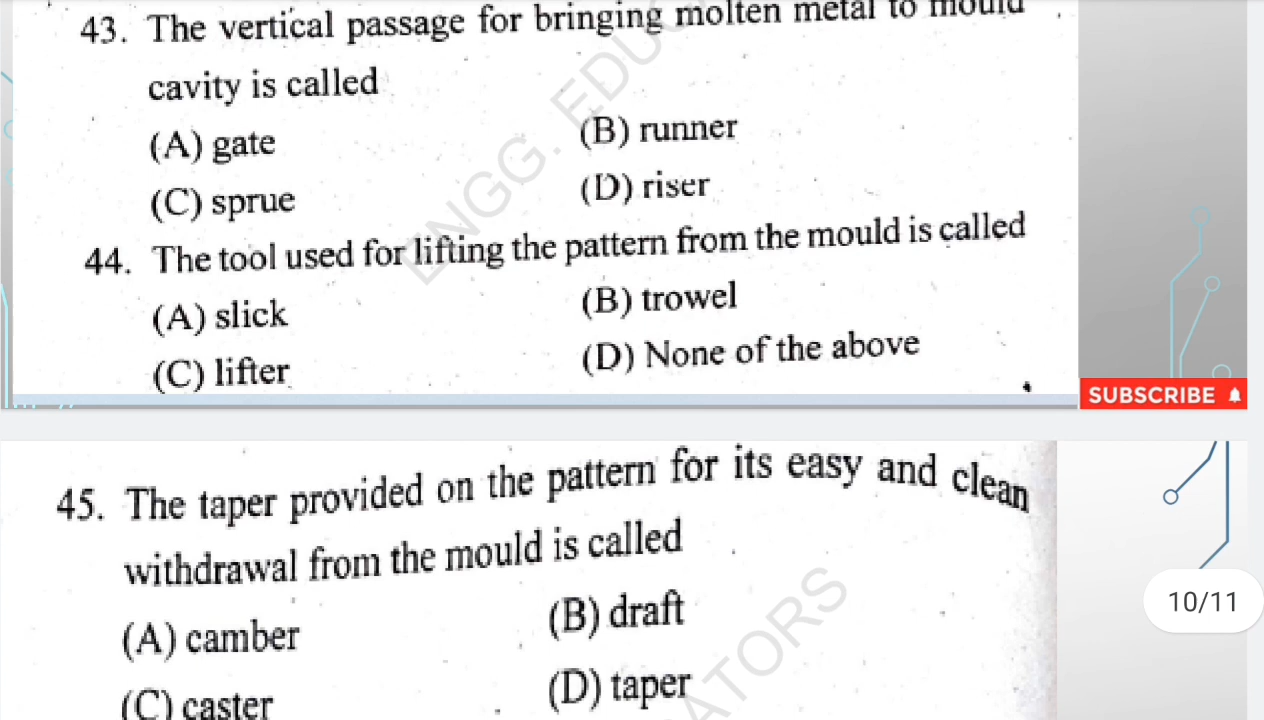 43. The vertical passage for bringing molten metal to mould
cavity is called
(A) gate (B) runner
(C) sprue (D) riser
44. The tool used for lifting the pattern from the mould is called
(A) slick (B) trowel
(C) lifter (D) None of the above
SUBSCRIBE
45. The taper provided on the pattern for its easy and clean
withdrawal from the mould is called
10/11
(A) camber (B) draft
(C) caster (D) taper
ENGG. EDUC
ATORS